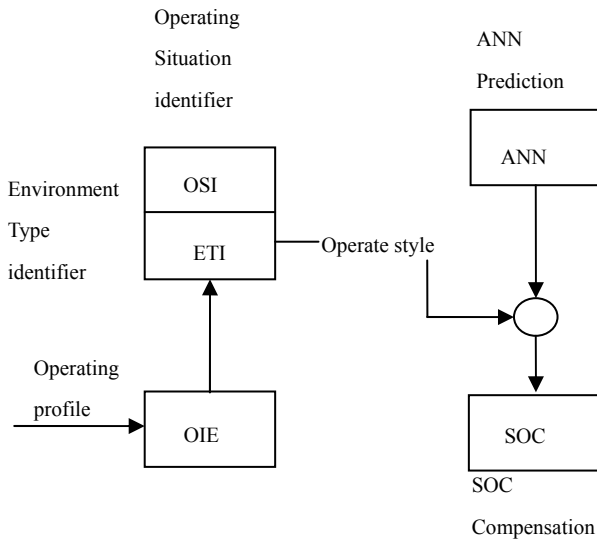 Operating
Situation
identifier
ANN
Prediction
OSI
ANN
Environment
Type
identifier
ETI
Operate style
Operating
profile
OIE
SOC
SOC
Compensation